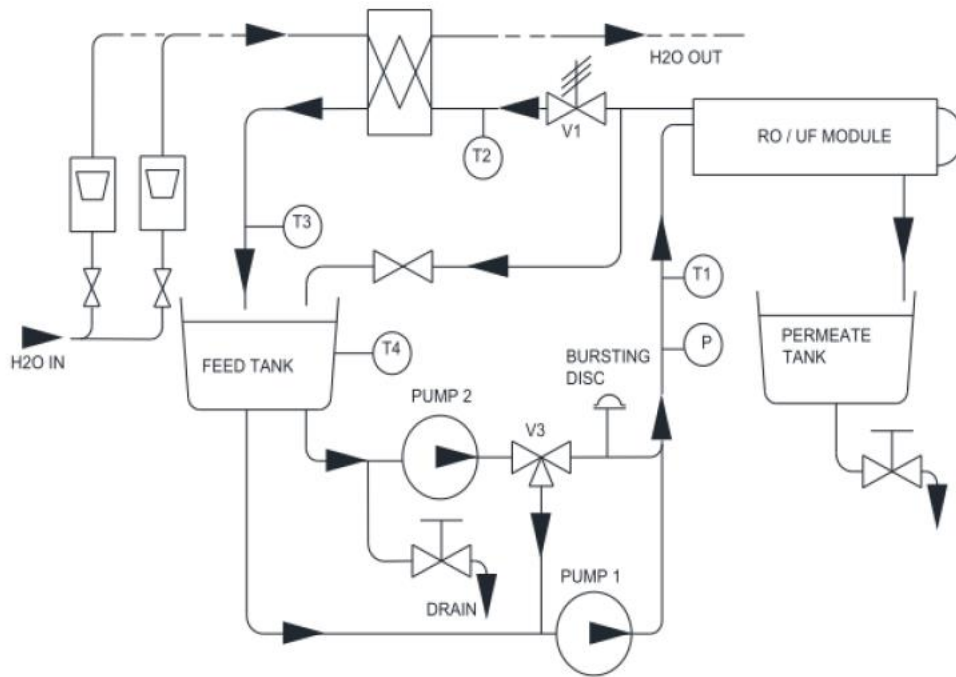 H2O OUT
V1
RO / UF MODULE
T2
T3
T1
H2O IN
FEED TANK
T4
P
BURSTING
DISC
PERMEATE
TANK
PUMP 2
V3
PUMP 1
DRAIN